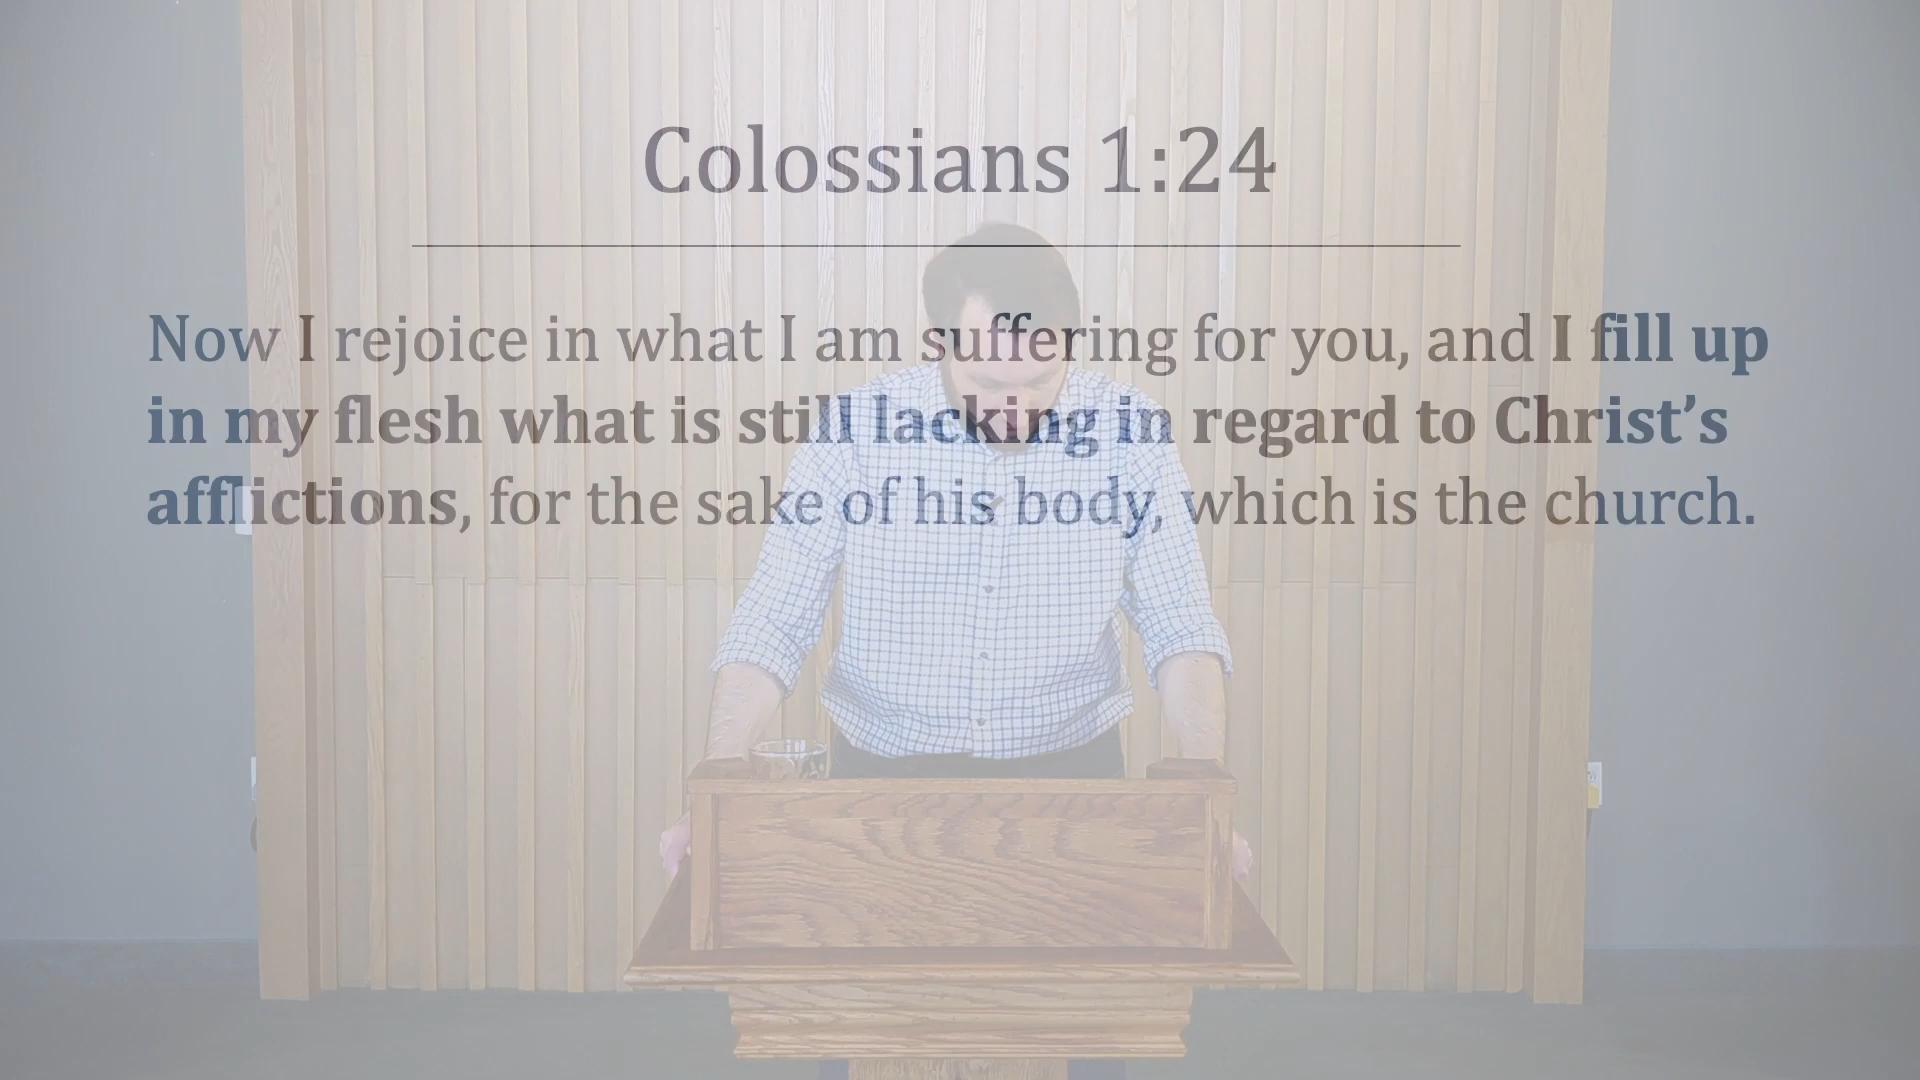 Colossians 1:24
Now I rejoice in what I am suffering for you, and I fill up
in my flesh what is still lacking in regard to Christ’s
afflictions, for the sake of his body, which is the church.